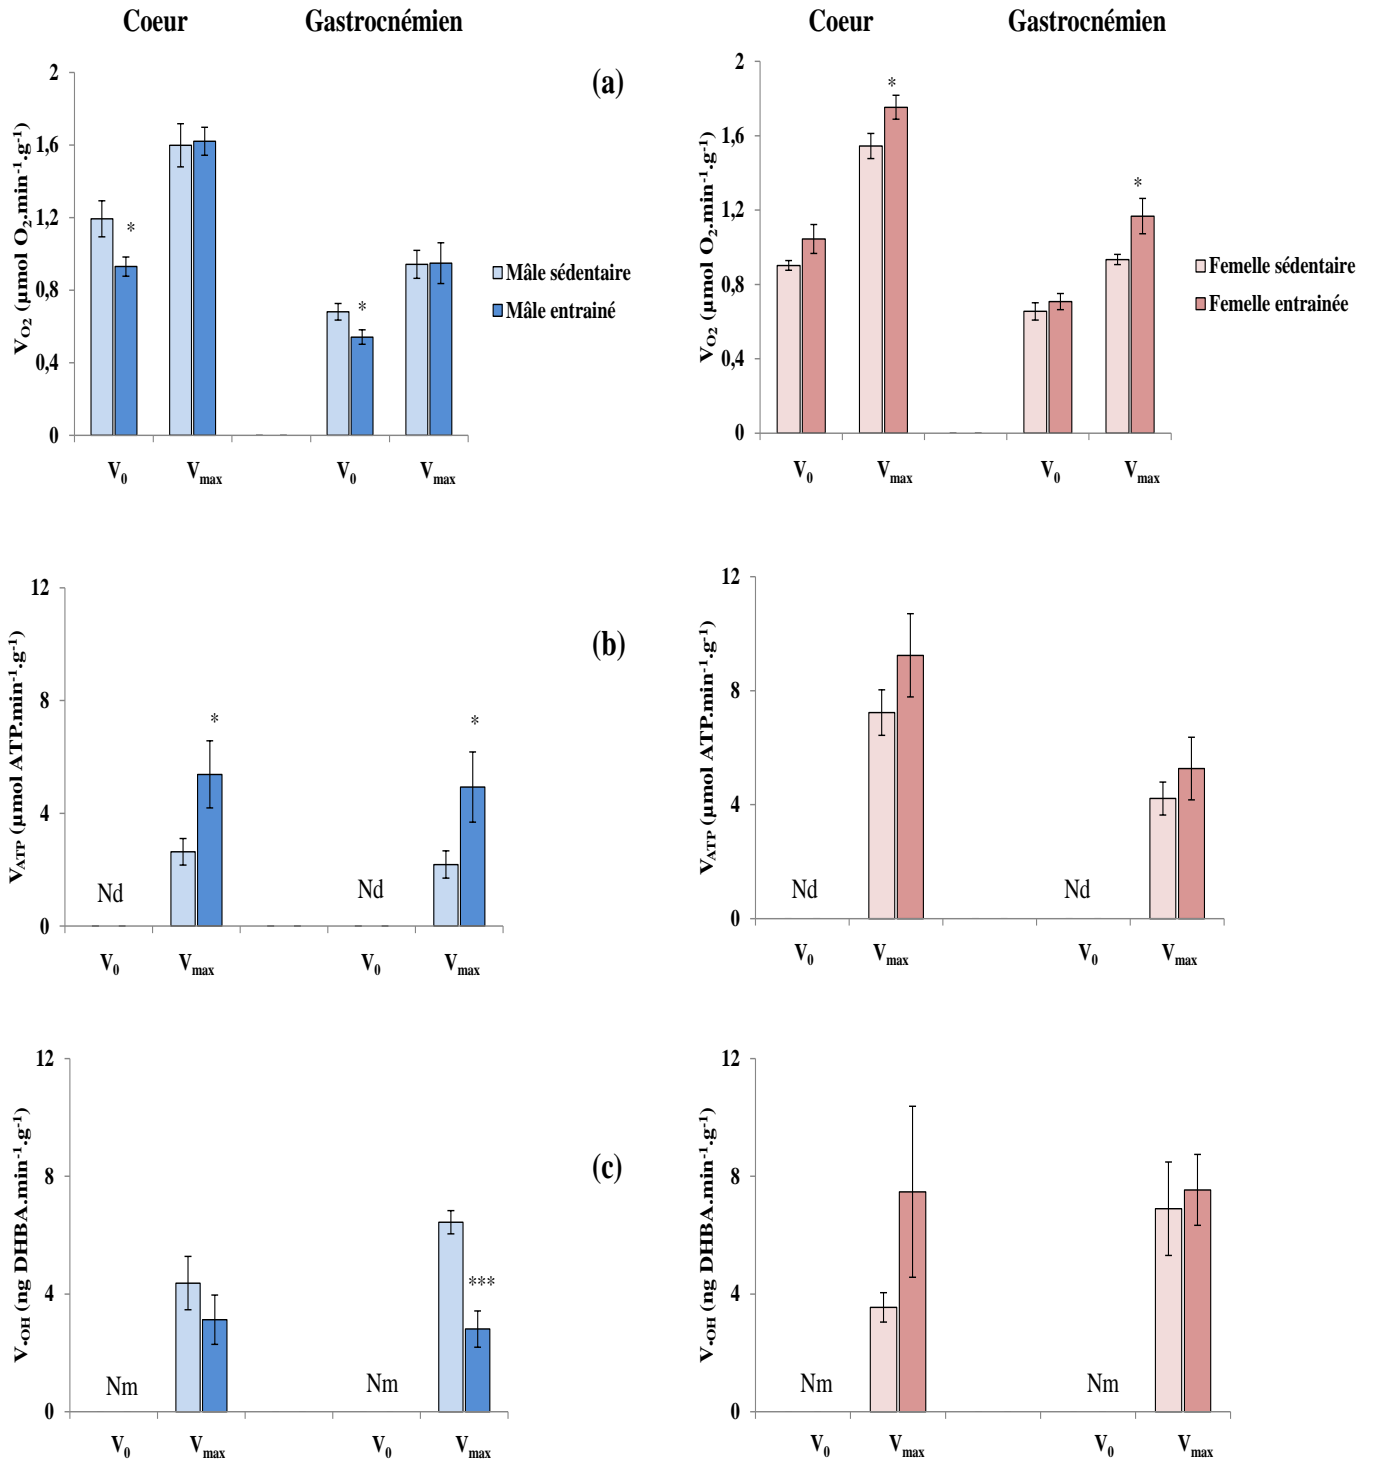 Coeur Gastrocnémien Coeur Gastrocnémien
(a)
V_O2 (µmol O2.min-1.g-1)
2
1,6
1,2
0,8
0,4
0
*
*
V0 Vmax V0 Vmax
Mâle sédentaire
Mâle entrainé
V_O2 (µmol O2.min-1.g-1)
2
1,6
1,2
0,8
0,4
0
*
*
V0 Vmax V0 Vmax
Femelle sédentaire
Femelle entrainée
(b)
V_ATP (µmol ATP.min-1.g-1)
12
8
4
0
Nd * Nd *
V0 Vmax V0 Vmax
V_ATP (µmol ATP.min-1.g-1)
12
8
4
0
Nd Nd
V0 Vmax V0 Vmax
(c)
V•OH (ng DHBA.min-1.g-1)
12
8
4
0
Nm Nm ***
V0 Vmax V0 Vmax
V•OH (ng DHBA.min-1.g-1)
12
8
4
0
Nm Nm
V0 Vmax V0 Vmax